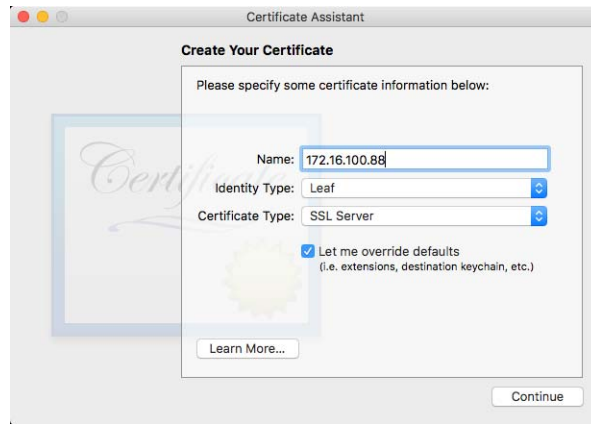 Certificate Assistant
Create Your Certificate
Please specify some certificate information below:
Certificate
Name: 172.16.100.88
Identity Type: Leaf
Certificate Type: SSL Server
Let me override defaults
(i.e. extensions, destination keychain, etc.)
Learn More...
Continue